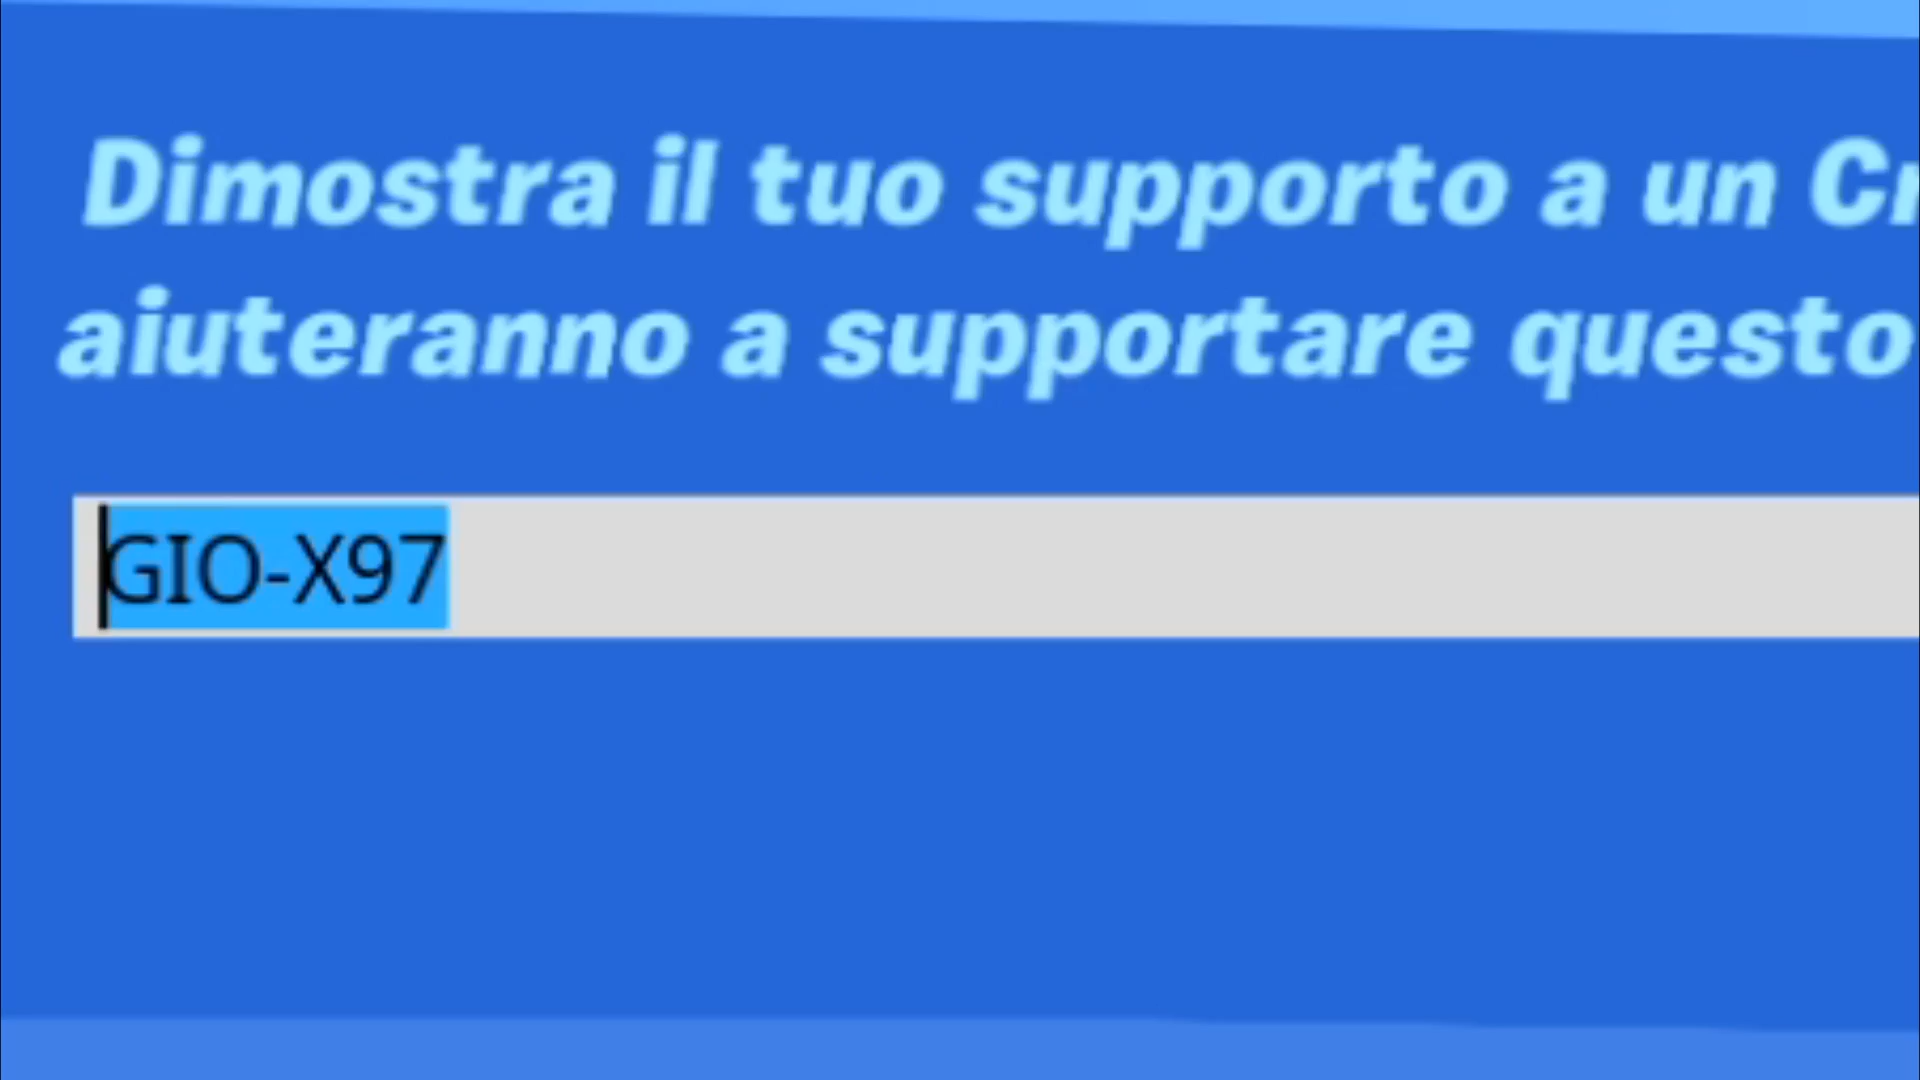 Dimostra il tuo supporto a un
aiuteranno a supportare questo
GIO-X97